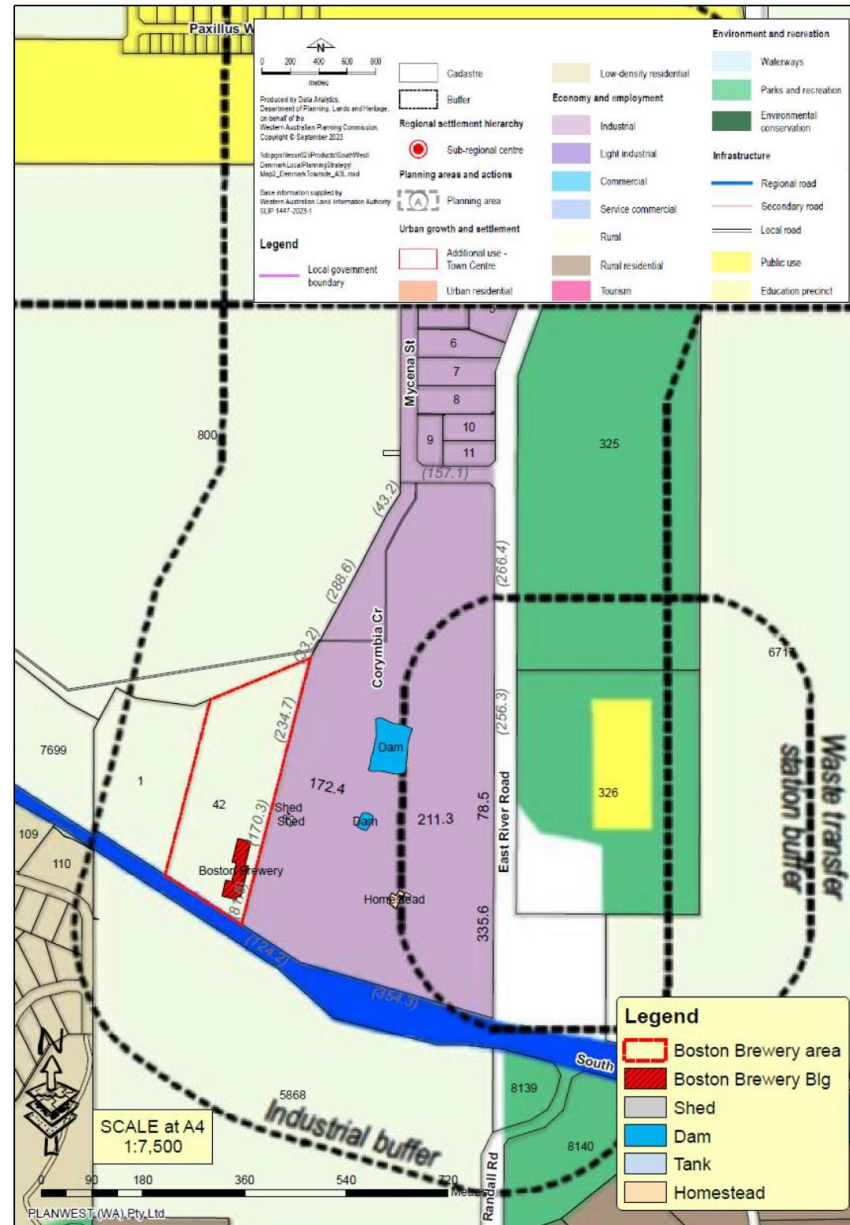 Paxillus W
N
0 200 400 600 800
metres
Produced by Data Analytics,
Department of Planning, Lands and Heritage,
on behalf of the
Western Australian Planning Commission.
Copyright © September 2023
Base information supplied by
Western Australian Land Information Authority
SLIP 1447-2023-1
Legend
Local government
boundary
Cadastre
Buffer
Regional settlement hierarchy
Sub-regional centre
Planning areas and actions
A
Planning area
Urban growth and settlement
Additional use -
Town Centre
Urban residential
Low-density residential
Economy and employment
Industrial
Light industrial
Commercial
Service commercial
Rural
Rural residential
Tourism
Environment and recreation
Waterways
Parks and recreation
Environmental
conservation
Infrastructure
Regional road
Secondary road
Local road
Public use
Education precinct
Mycena St
5
6
7
8
9
10
11
(157.1)
800
325
(43.2)
(288.6)
(266.4)
Corymbia Cr
(33.2)
6717
(256.3)
(234.7)
7699
1
42
Dam
172.4
Shed
Shed
Dam
211.3
78.5
East River Road
326
Waste transfer
station buffer
(170.3)
109
110
Boston Brewery
Homestead
335.6
(124.2)
(354.3)
South
5868
8139
8140
Industrial buffer
Randall Rd
N
SCALE at A4
1:7,500
0 90 180 360 540 720
Metres
PLANWEST (WA) Pty Ltd
Legend
Boston Brewery area
Boston Brewery Blg
Shed
Dam
Tank
Homestead